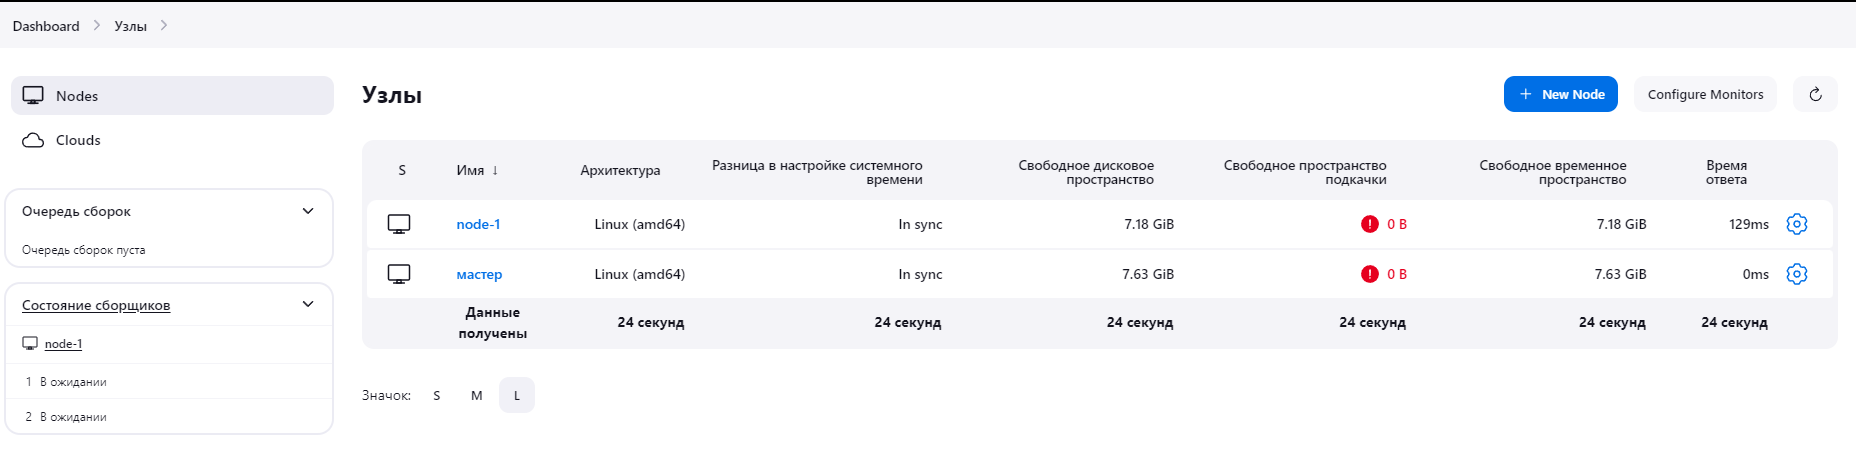 Dashboard > Узлы >
Nodes
Clouds
Очередь сборок
Очередь сборок пуста
Состояние сборщиков
node-1
1 В ожидании
2 В ожидании
Узлы
+ New Node
Configure Monitors
S Имя ↓ Архитектура Разница в настройке системного времени Свободное дисковое пространство Свободное пространство подкачки Свободное временное пространство Время ответа
node-1 Linux (amd64) In sync 7.18 GiB 0 B 7.18 GiB 129ms
мастер Linux (amd64) In sync 7.63 GiB 0 B 7.63 GiB 0ms
Данные получены 24 секунд 24 секунд 24 секунд 24 секунд 24 секунд 24 секунд
Значок: S M L